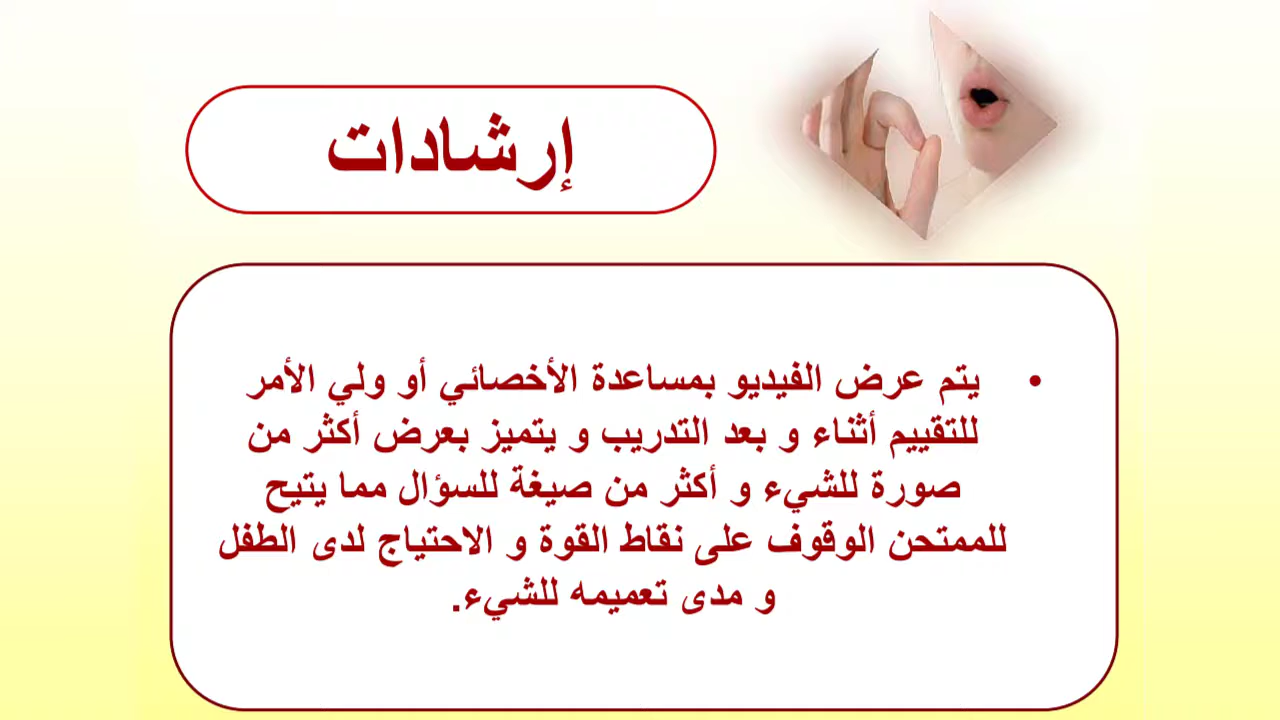 إرشادات
• يتم عرض الفيديو بمساعدة الأخصائي أو ولي الأمر
للتقييم أثناء و بعد التدريب و يتميز بعرض أكثر من
صورة للشيء و أكثر من صيغة للسؤال مما يتيح
للممتحن الوقوف على نقاط القوة و الاحتياج لدى الطفل
و مدى تعميمه للشيء.